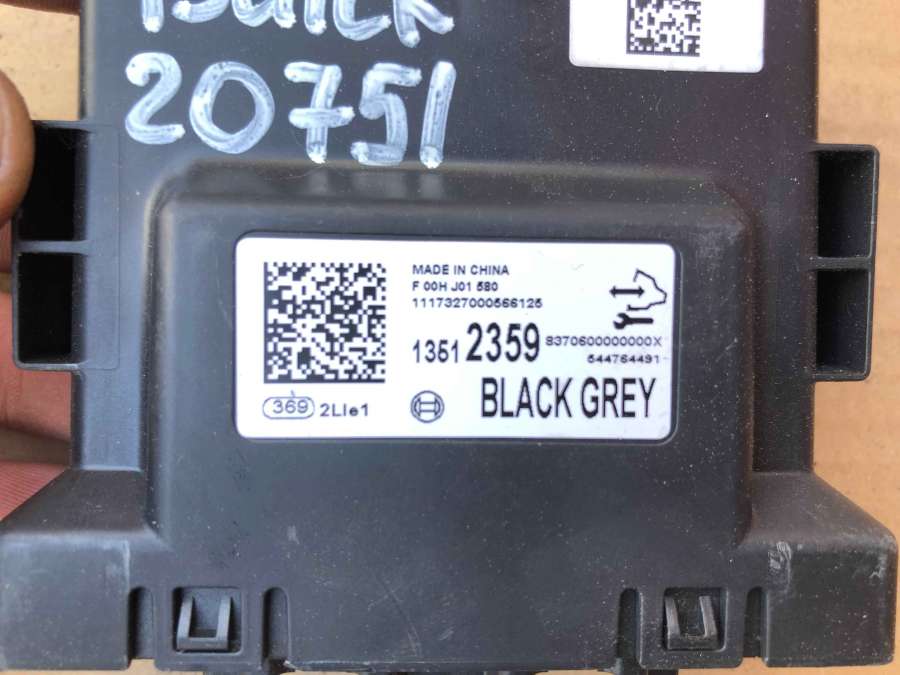 BUICK
20751
MADE IN CHINA
F 00H J01 580
1117327000566125
1351 2359 8370600000000X
544764491
369 2LIe1
BLACK GREY